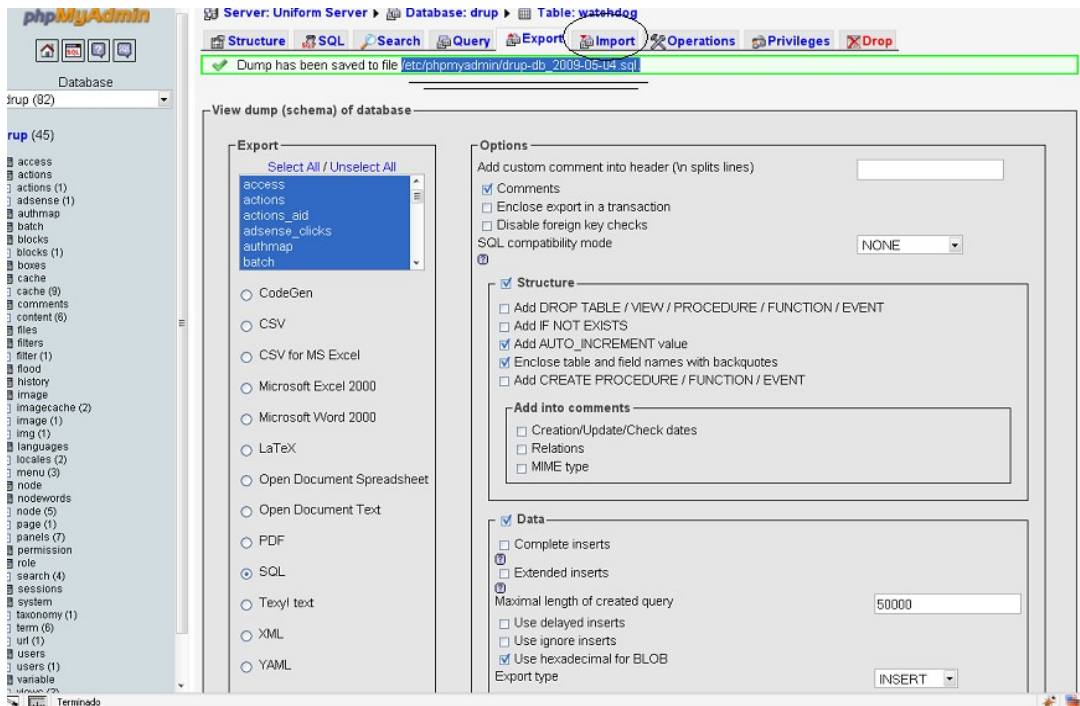 phpMyAdmin
Database
drup (82)
rup (45)
access
actions
actions (1)
adsense (1)
authmap
batch
blocks
blocks (1)
boxes
cache
cache (9)
comments
content (6)
files
filters
filter (1)
flood
history
image
imagecache (2)
image (1)
img (1)
languages
locales (2)
menu (3)
node
nodewords
node (5)
page (1)
panels (7)
permission
role
search (4)
sessions
system
taxonomy (1)
term (6)
url (1)
users
users (1)
variable
Server: Uniform Server ▸ Database: drup ▸ Table: watchdog
Structure SQL Search Query Export Import Operations Privileges Drop
Dump has been saved to file /etc/phpmyadmin/drup-db_2009-05-04.sql.
View dump (schema) of database
Export
Select All / Unselect All
access
actions
actions_aid
adsense_clicks
authmap
batch
CodeGen
CSV
CSV for MS Excel
Microsoft Excel 2000
Microsoft Word 2000
LaTeX
Open Document Spreadsheet
Open Document Text
PDF
SQL
Texy! text
XML
YAML
Options
Add custom comment into header (\n splits lines)
Comments
Enclose export in a transaction
Disable foreign key checks
SQL compatibility mode NONE
Structure
Add DROP TABLE / VIEW / PROCEDURE / FUNCTION / EVENT
Add IF NOT EXISTS
Add AUTO_INCREMENT value
Enclose table and field names with backquotes
Add CREATE PROCEDURE / FUNCTION / EVENT
Add into comments
Creation/Update/Check dates
Relations
MIME type
Data
Complete inserts
Extended inserts
Maximal length of created query 50000
Use delayed inserts
Use ignore inserts
Use hexadecimal for BLOB
Export type INSERT
Terminado